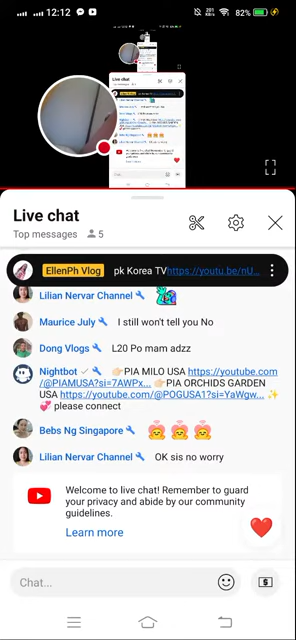 12:12
82%
Live chat
Live chat
Top messages 5
EllenPh Vlog pk Korea TVhttps://youtu.be/nU...
Lilian Nervar Channel
Maurice July I still won't tell you No
Dong Vlogs L20 Po mam adzz
Nightbot PIA MILO USA https://youtube.com
/@PIAMUSA?si=7AWPx... PIA ORCHIDS GARDEN
USA https://youtube.com/@POGUSA1?si=YaWgw...
please connect
Bebs Ng Singapore
Lilian Nervar Channel OK sis no worry
Welcome to live chat! Remember to guard
your privacy and abide by our community
guidelines.
Learn more
Chat...